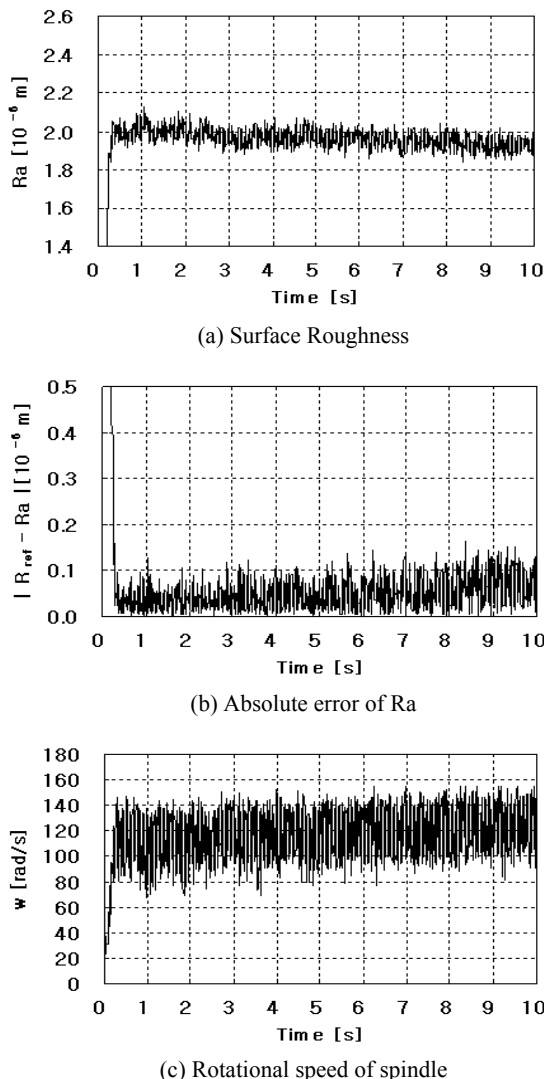 2.6
2.4
2.2
2.0
1.8
1.6
1.4
Ra [10⁻⁶ m]
0 1 2 3 4 5 6 7 8 9 10
Time [s]
(a) Surface Roughness
0.5
0.4
0.3
0.2
0.1
0.0
| R_ref - Ra | [10⁻⁶ m]
0 1 2 3 4 5 6 7 8 9 10
Time [s]
(b) Absolute error of Ra
180
160
140
120
100
80
60
40
20
0
w [rad/s]
0 1 2 3 4 5 6 7 8 9 10
Time [s]
(c) Rotational speed of spindle